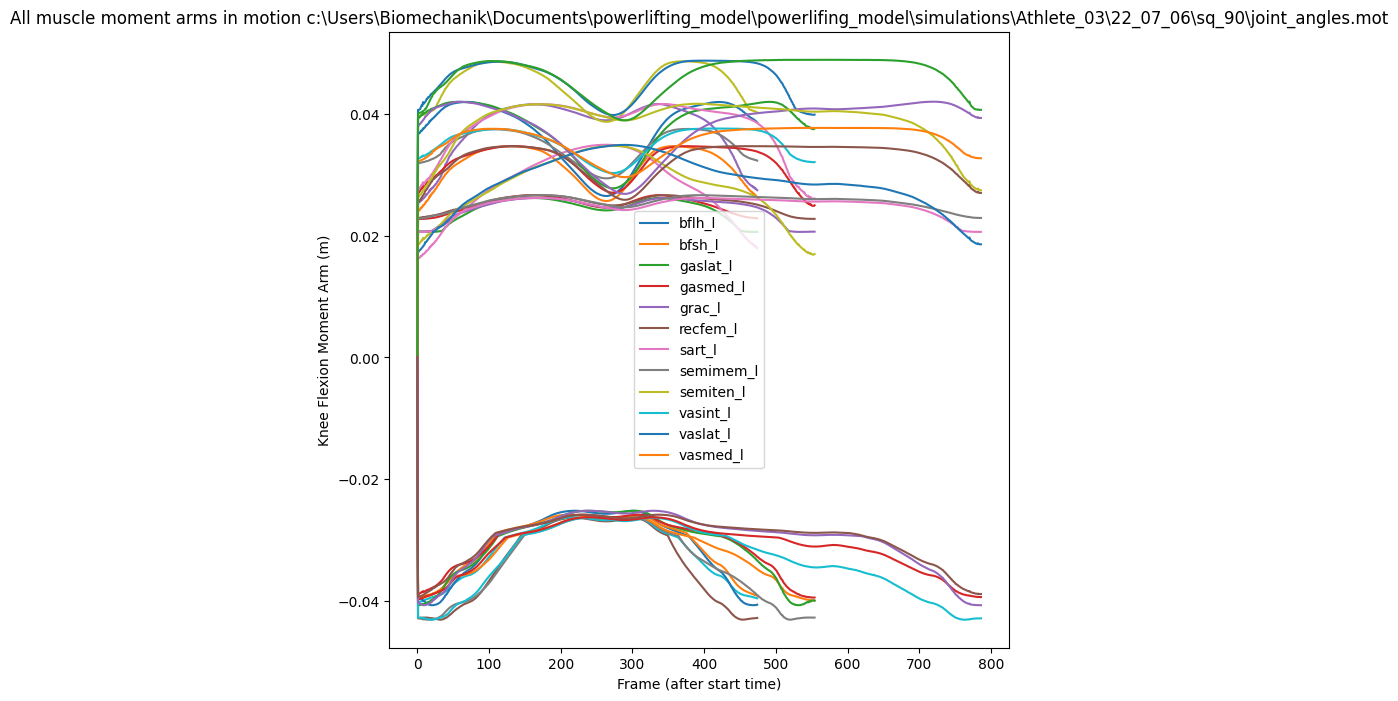 All muscle moment arms in motion c:\Users\Biomechanik\Documents\powerlifting_model\powerlifing_model\simulations\Athlete_03\22_07_06\sq_90\joint_angles.mot
Knee Flexion Moment Arm (m)
0.04
0.02
0.00
−0.02
−0.04
bflh_l
bfsh_l
gaslat_l
gasmed_l
grac_l
recfem_l
sart_l
semimem_l
semiten_l
vasint_l
vaslat_l
vasmed_l
0 100 200 300 400 500 600 700 800
Frame (after start time)